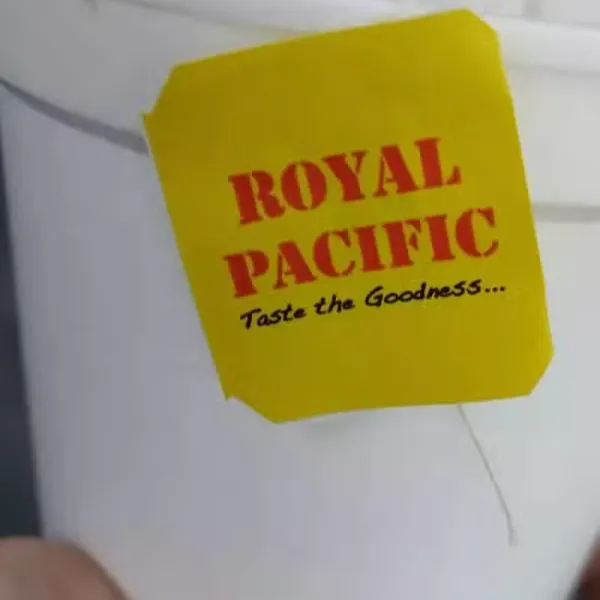 ROYAL
PACIFIC
Taste the Goodness...